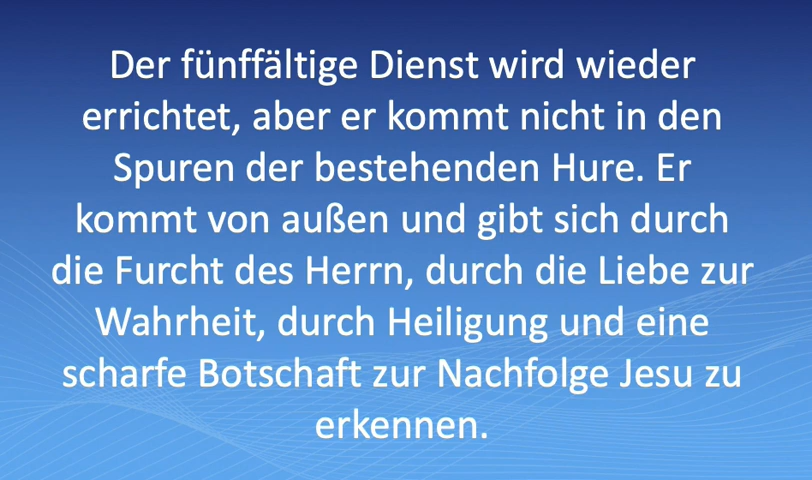 Der fünffältige Dienst wird wieder
errichtet, aber er kommt nicht in den
Spuren der bestehenden Hure. Er
kommt von außen und gibt sich durch
die Furcht des Herrn, durch die Liebe zur
Wahrheit, durch Heiligung und eine
scharfe Botschaft zur Nachfolge Jesu zu
erkennen.